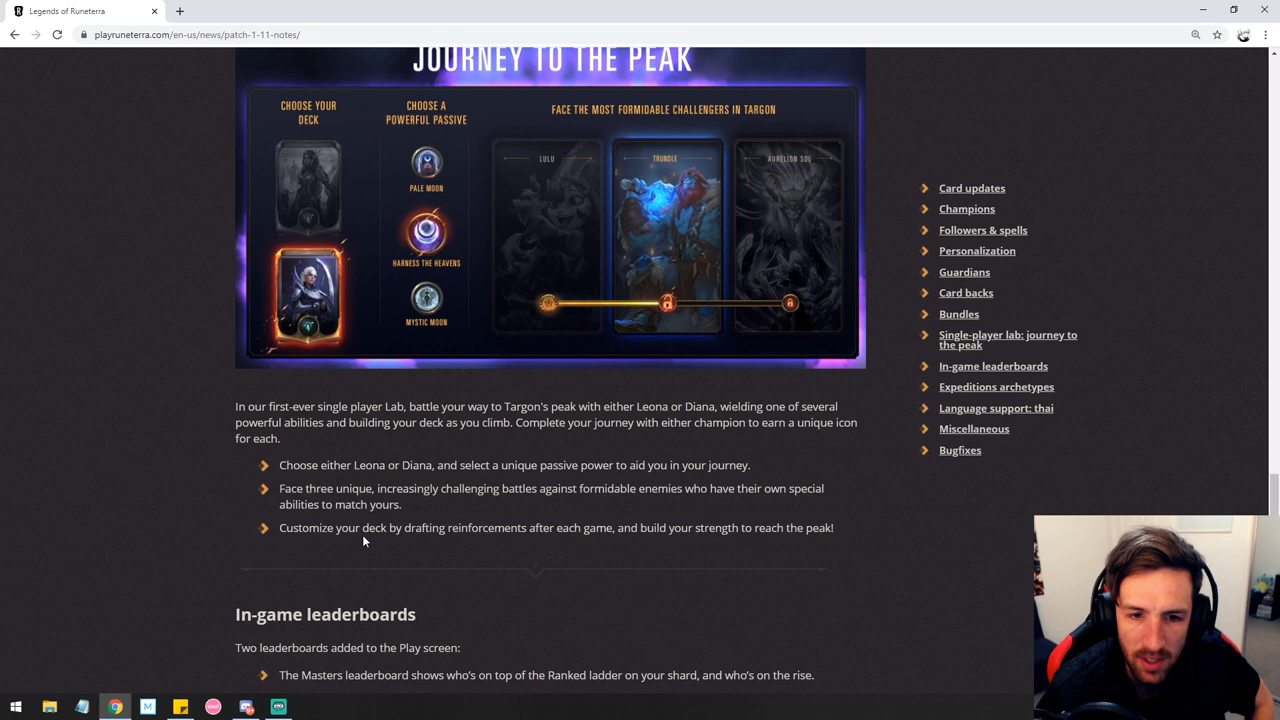 Legends of Runeterra
playruneterra.com/en-us/news/patch-1-11-notes/
JOURNEY TO THE PEAK
CHOOSE YOUR
DECK
CHOOSE A
POWERFUL PASSIVE
FACE THE MOST FORMIDABLE CHALLENGERS IN TARGON
PALE MOON
HARNESS THE HEAVENS
MYSTIC MOON
LULU
TRUNDLE
AURELION SOL
In our first-ever single player Lab, battle your way to Targon's peak with either Leona or Diana, wielding one of several
powerful abilities and building your deck as you climb. Complete your journey with either champion to earn a unique icon
for each.
Choose either Leona or Diana, and select a unique passive power to aid you in your journey.
Face three unique, increasingly challenging battles against formidable enemies who have their own special
abilities to match yours.
Customize your deck by drafting reinforcements after each game, and build your strength to reach the peak!
In-game leaderboards
Two leaderboards added to the Play screen:
The Masters leaderboard shows who's on top of the Ranked ladder on your shard, and who's on the rise.
Card updates
Champions
Followers & spells
Personalization
Guardians
Card backs
Bundles
Single-player lab: journey to
the peak
In-game leaderboards
Expeditions archetypes
Language support: thai
Miscellaneous
Bugfixes
M